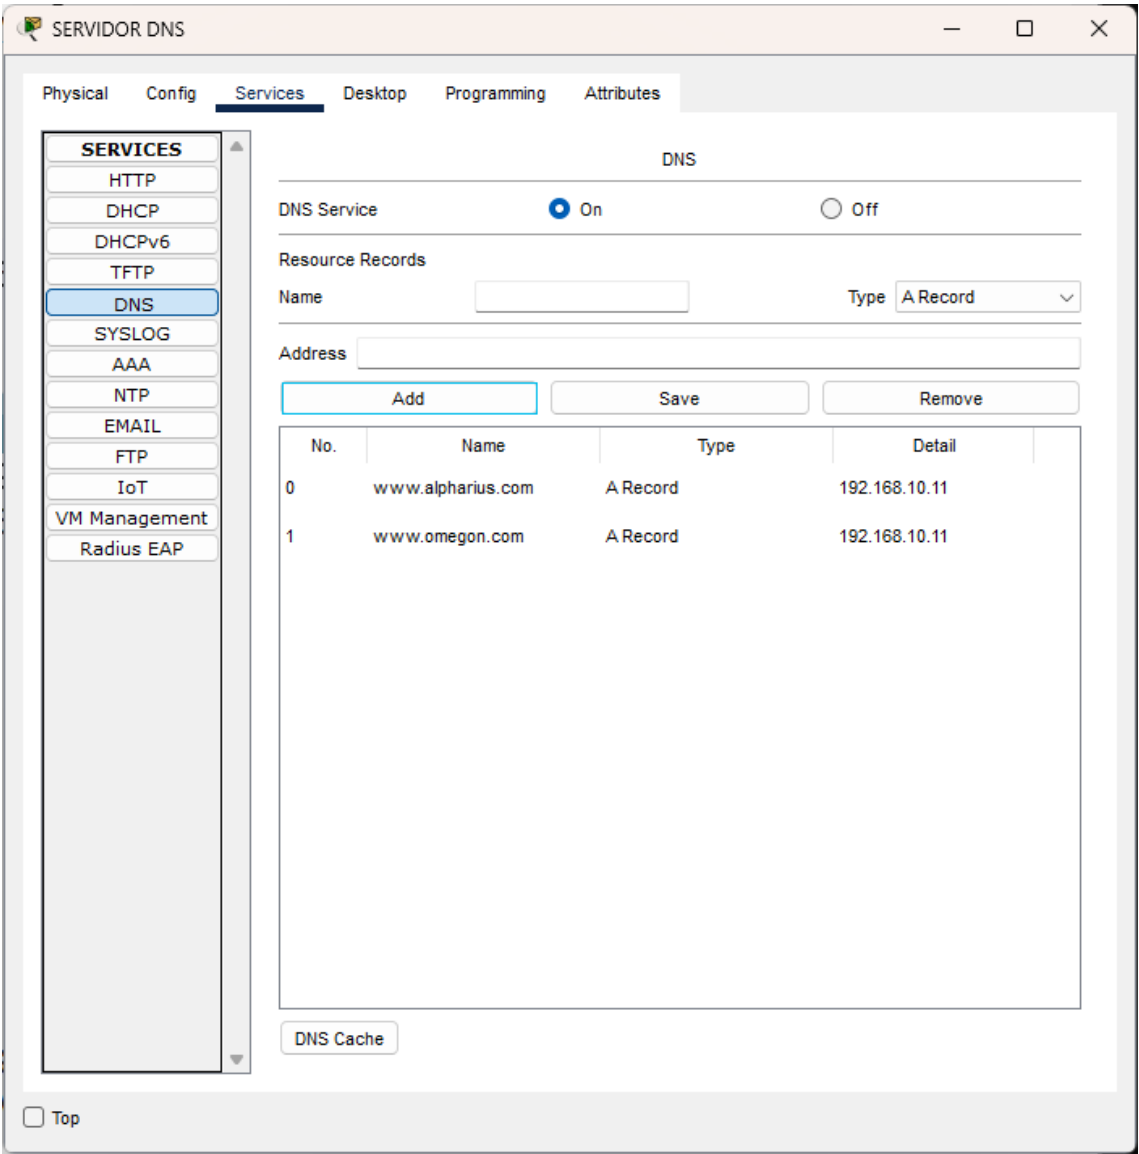 SERVIDOR DNS
Physical Config Services Desktop Programming Attributes
SERVICES
HTTP
DHCP
DHCPv6
TFTP
DNS
SYSLOG
AAA
NTP
EMAIL
FTP
IoT
VM Management
Radius EAP
DNS
DNS Service On Off
Resource Records
Name Type A Record
Address
Add Save Remove
No. Name Type Detail
0 www.alpharius.com A Record 192.168.10.11
1 www.omegon.com A Record 192.168.10.11
DNS Cache
Top